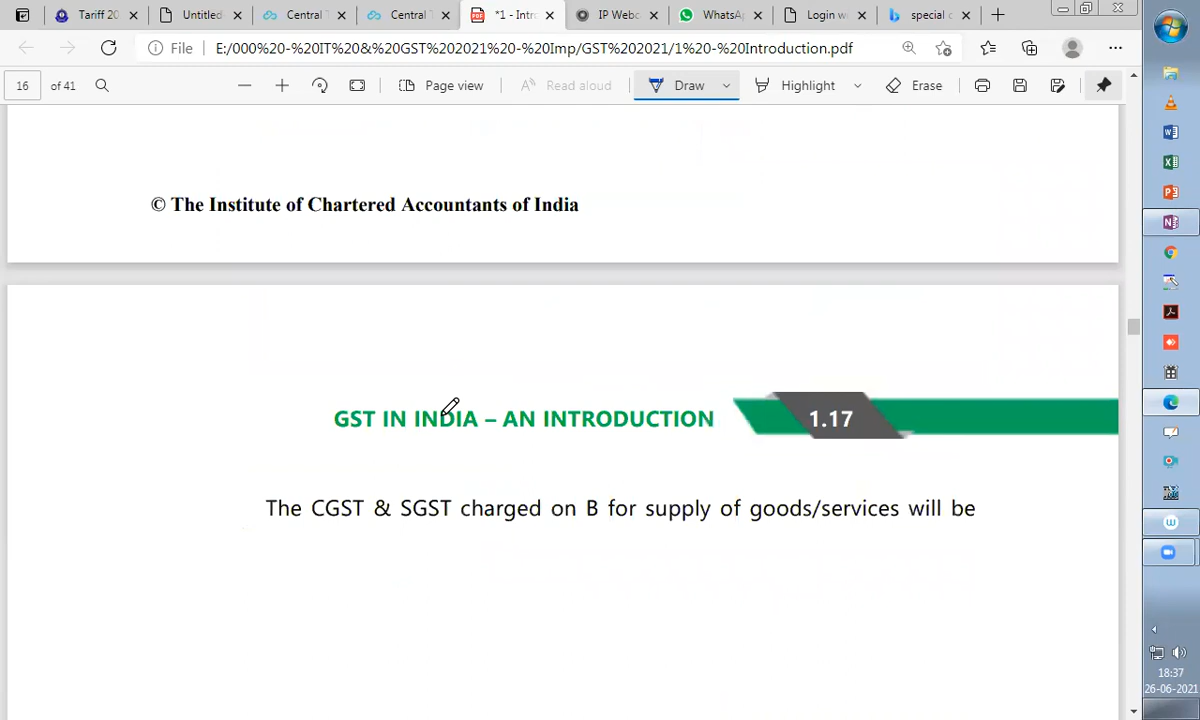 Tariff 20
Untitled
Central T
Central T
*1 - Intro
IP Webc
WhatsAp
Login w
special c
File
E:/000%20-%20IT%20&%20GST%202021%20-%20Imp/GST%202021/1%20-%20Introduction.pdf
16 of 41
Page view
Read aloud
Draw
Highlight
Erase
© The Institute of Chartered Accountants of India
GST IN INDIA – AN INTRODUCTION 1.17
The CGST & SGST charged on B for supply of goods/services will be
18:37
26-06-2021